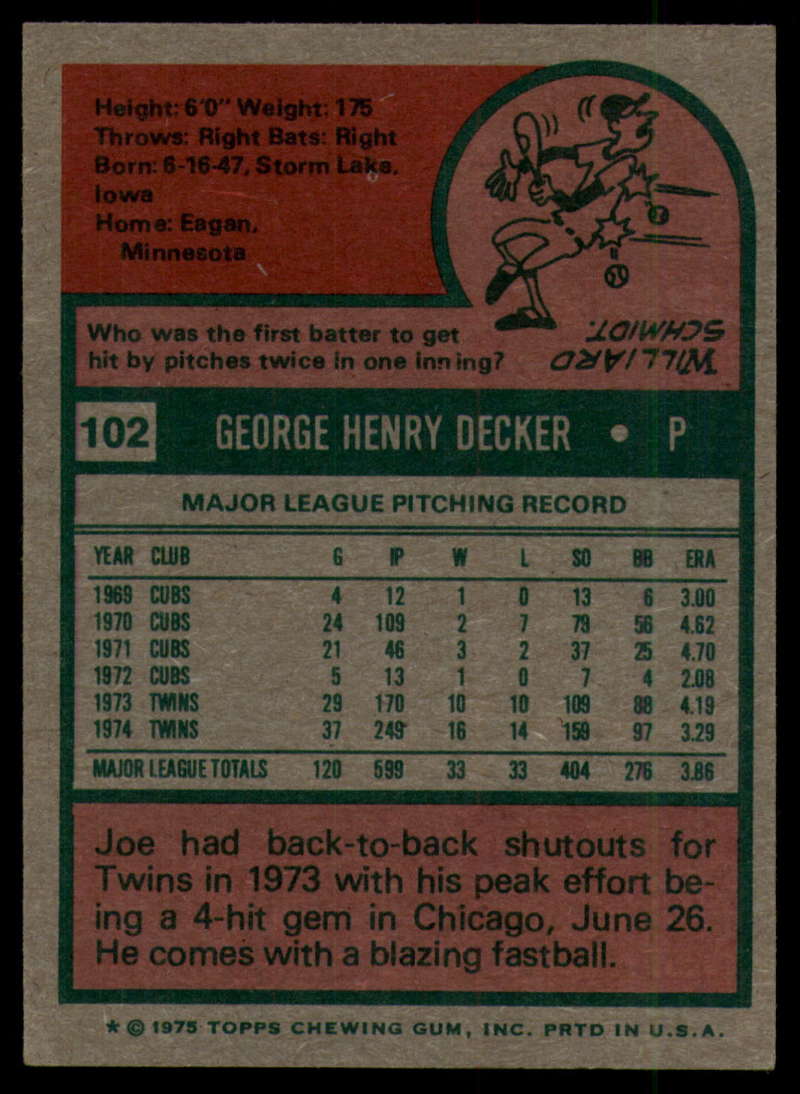 Height: 6'0" Weight: 175
Throws: Right Bats: Right
Born: 6-16-47, Storm Lake,
Iowa
Home: Eagan,
Minnesota
Who was the first batter to get
hit by pitches twice in one inning?
WILLARD
SCHMIDT.
102 GEORGE HENRY DECKER • P
MAJOR LEAGUE PITCHING RECORD
YEAR CLUB G IP W L SO BB ERA
1969 CUBS 4 12 1 0 13 6 3.00
1970 CUBS 24 109 2 7 79 56 4.62
1971 CUBS 21 46 3 2 37 25 4.70
1972 CUBS 5 13 1 0 7 4 2.08
1973 TWINS 29 170 10 10 109 88 4.19
1974 TWINS 37 249 16 14 159 97 3.29
MAJOR LEAGUE TOTALS 120 599 33 33 404 276 3.86
Joe had back-to-back shutouts for
Twins in 1973 with his peak effort be-
ing a 4-hit gem in Chicago, June 26.
He comes with a blazing fastball.
* © 1975 TOPPS CHEWING GUM, INC. PRTD IN U.S.A.